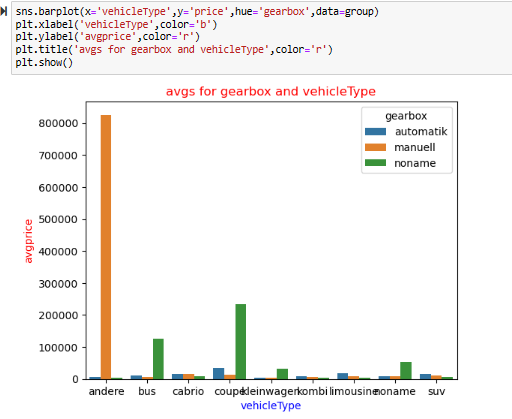 sns.barplot(x='vehicleType',y='price',hue='gearbox',data=group)
plt.xlabel('vehicleType',color='b')
plt.ylabel('avgprice',color='r')
plt.title('avgs for gearbox and vehicleType',color='r')
plt.show()
avgs for gearbox and vehicleType
gearbox
automatik
manuell
noname
800000
700000
600000
500000
400000
300000
200000
100000
0
avgprice
andere bus cabrio coupe kleinwagen kombi limousine noname suv
vehicleType